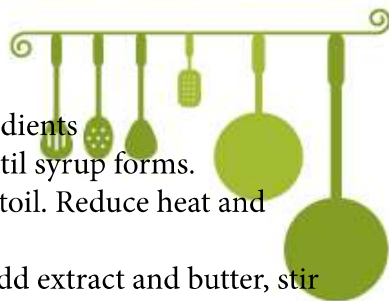 dients
til syrup forms.
toil. Reduce heat and
dd extract and butter, stir